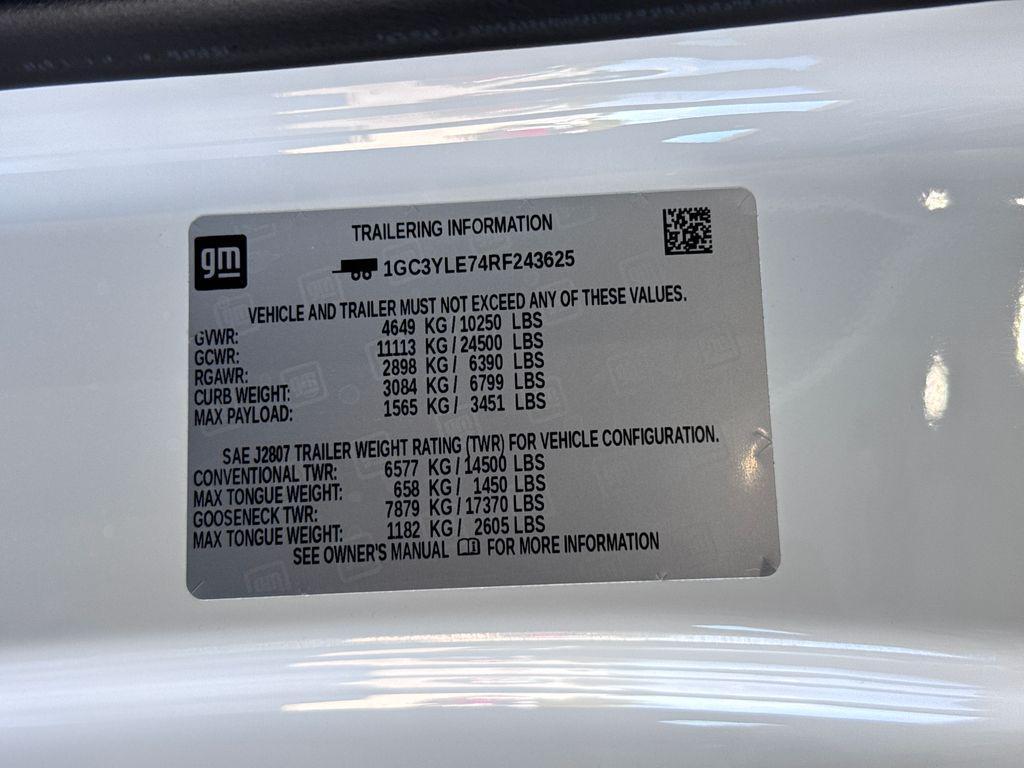 gm
TRAILERING INFORMATION
1GC3YLE74RF243625
VEHICLE AND TRAILER MUST NOT EXCEED ANY OF THESE VALUES.
GVWR: 4649 KG / 10250 LBS
GCWR: 11113 KG / 24500 LBS
RGAWR: 2898 KG / 6390 LBS
CURB WEIGHT: 3084 KG / 6799 LBS
MAX PAYLOAD: 1565 KG / 3451 LBS
SAE J2807 TRAILER WEIGHT RATING (TWR) FOR VEHICLE CONFIGURATION.
CONVENTIONAL TWR: 6577 KG / 14500 LBS
MAX TONGUE WEIGHT: 658 KG / 1450 LBS
GOOSENECK TWR: 7879 KG / 17370 LBS
MAX TONGUE WEIGHT: 1182 KG / 2605 LBS
SEE OWNER'S MANUAL FOR MORE INFORMATION